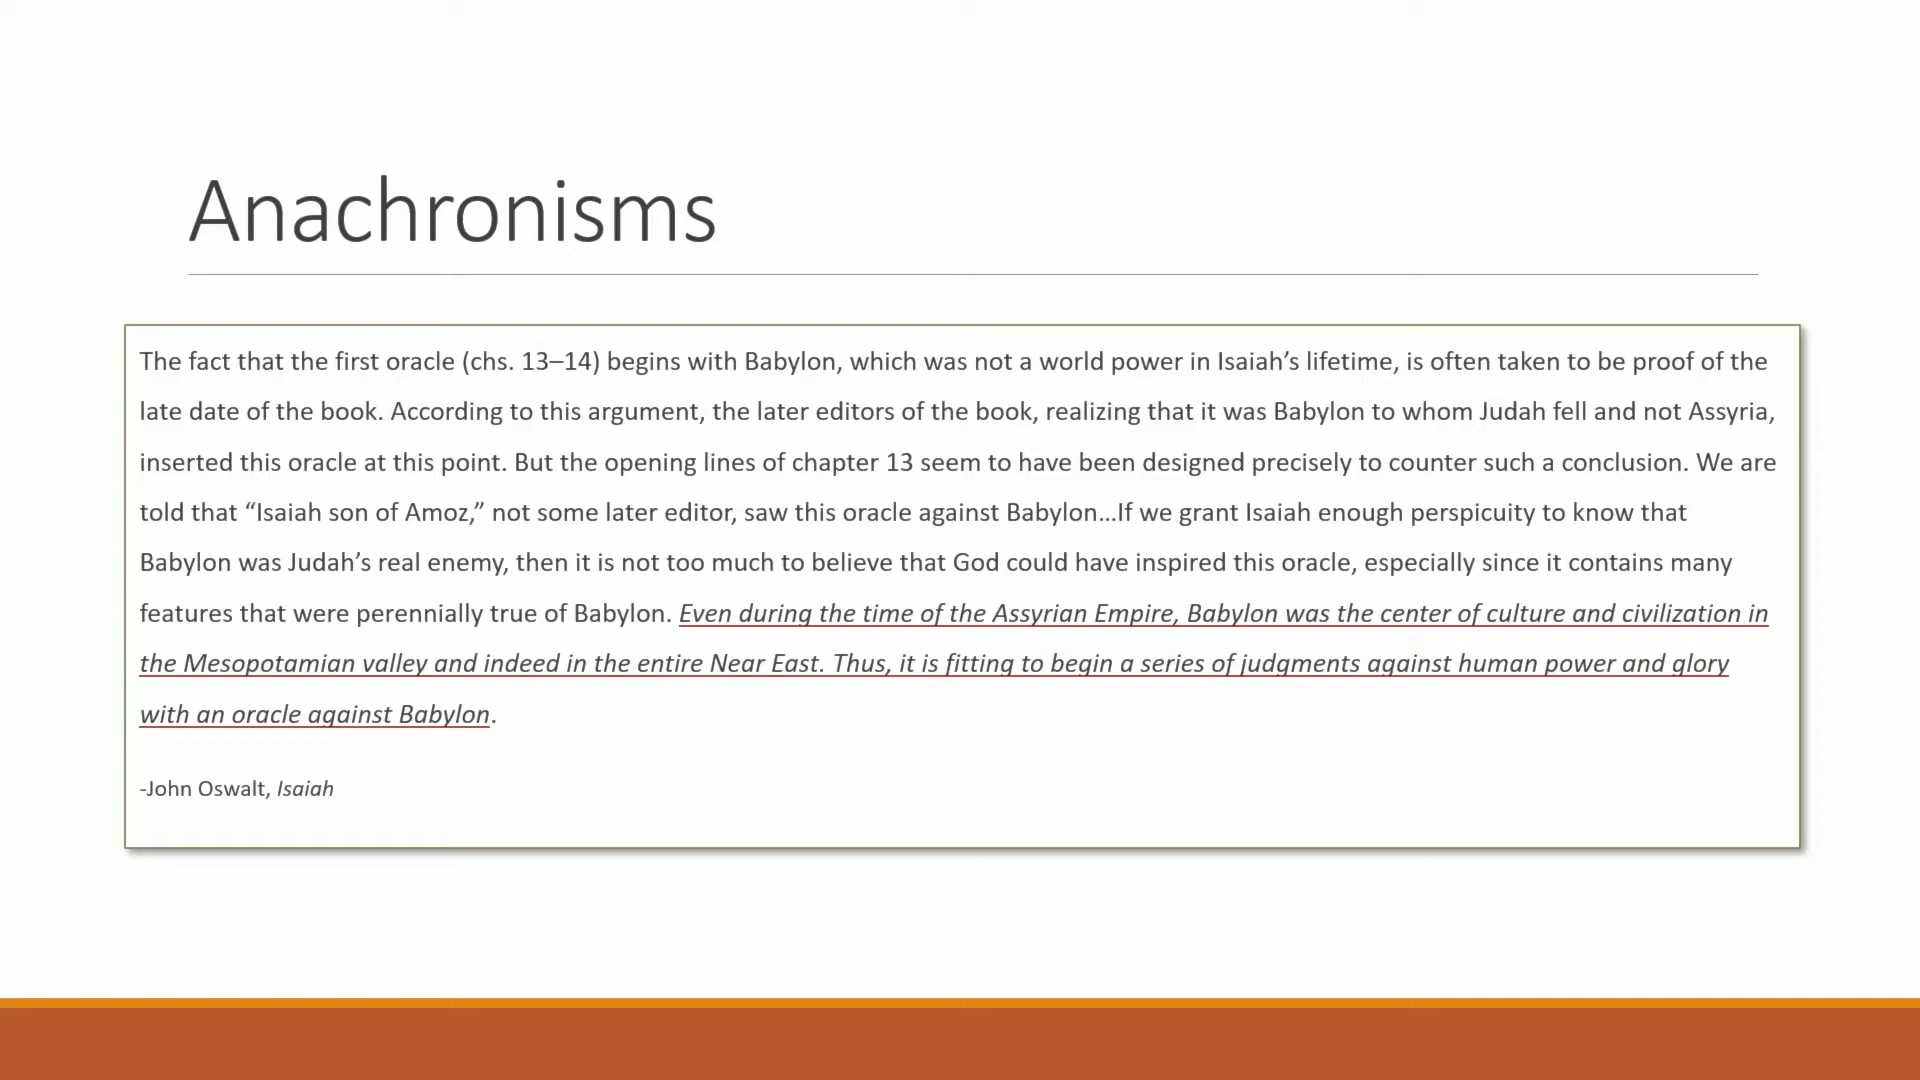 Anachronisms
The fact that the first oracle (chs. 13–14) begins with Babylon, which was not a world power in Isaiah’s lifetime, is often taken to be proof of the
late date of the book. According to this argument, the later editors of the book, realizing that it was Babylon to whom Judah fell and not Assyria,
inserted this oracle at this point. But the opening lines of chapter 13 seem to have been designed precisely to counter such a conclusion. We are
told that “Isaiah son of Amoz,” not some later editor, saw this oracle against Babylon…If we grant Isaiah enough perspicuity to know that
Babylon was Judah’s real enemy, then it is not too much to believe that God could have inspired this oracle, especially since it contains many
features that were perennially true of Babylon. Even during the time of the Assyrian Empire, Babylon was the center of culture and civilization in
the Mesopotamian valley and indeed in the entire Near East. Thus, it is fitting to begin a series of judgments against human power and glory
with an oracle against Babylon.
-John Oswalt, Isaiah